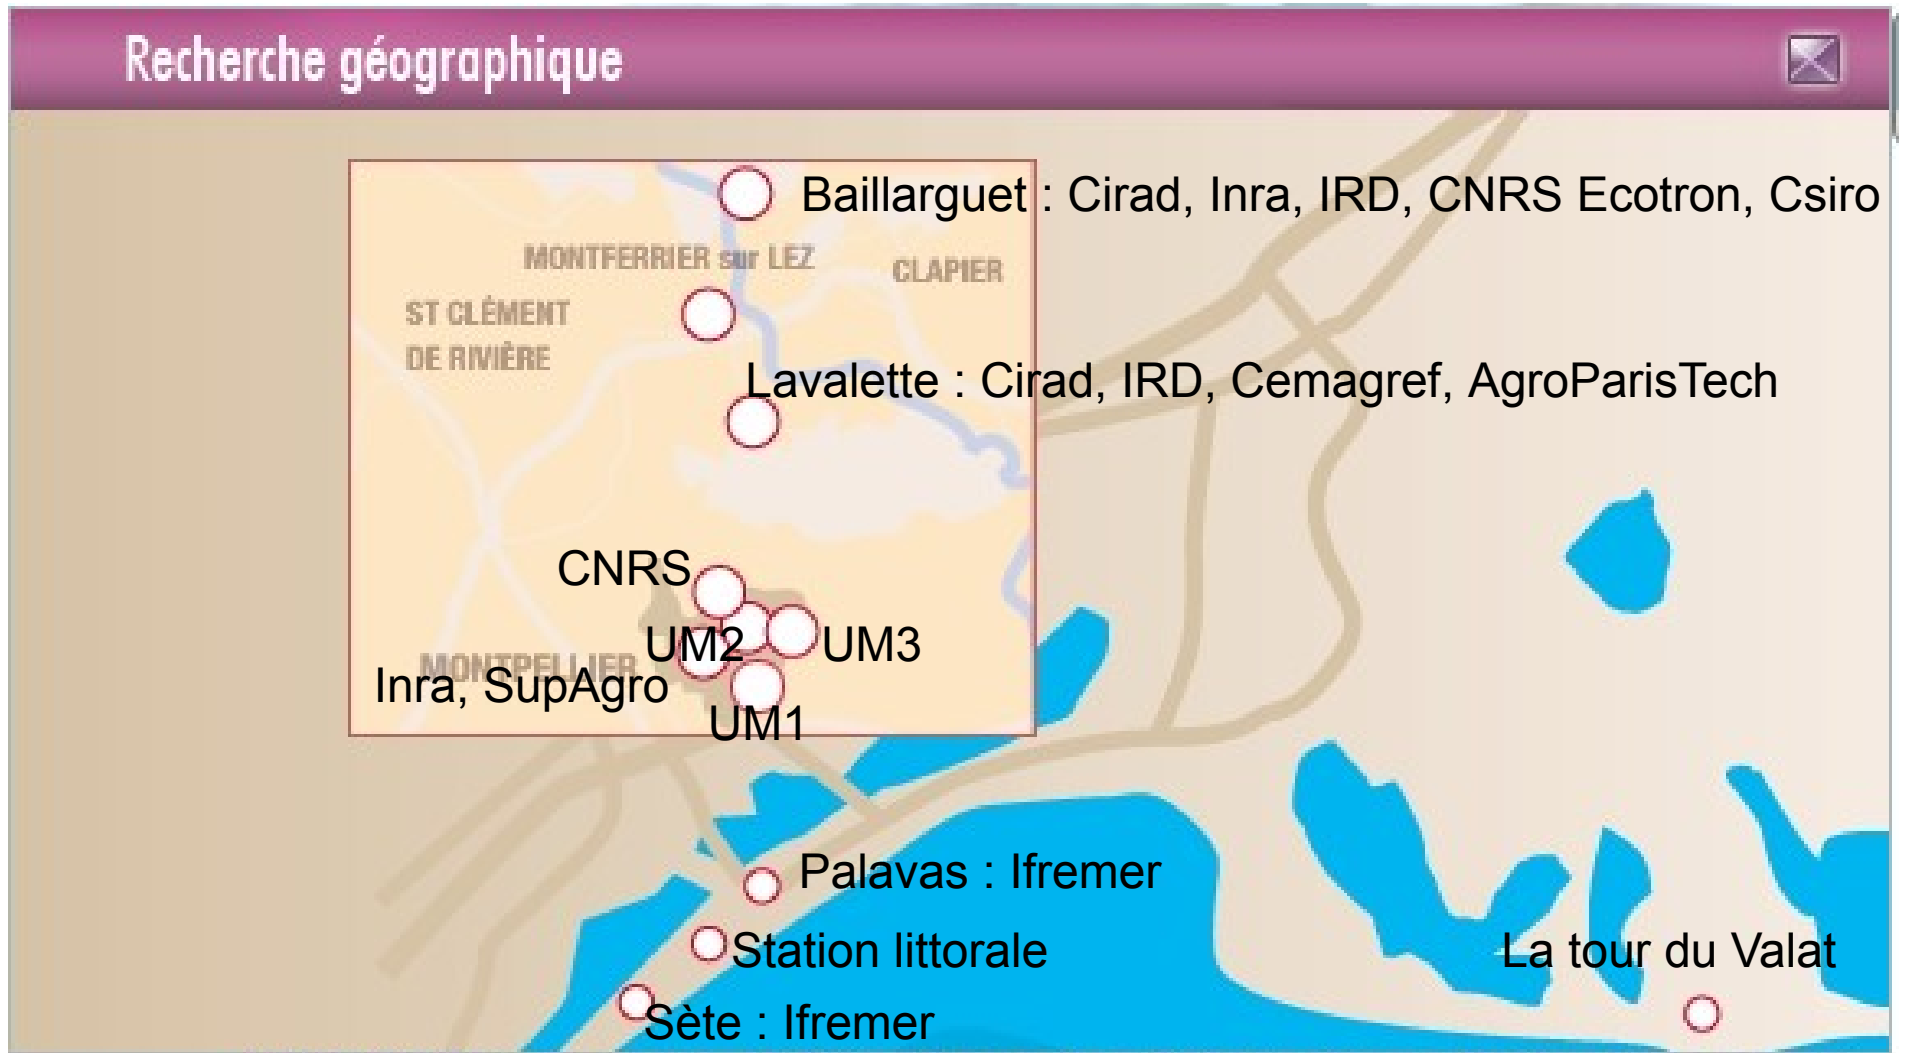 Recherche géographique
Baillarguet : Cirad, Inra, IRD, CNRS Ecotron, Csiro
MONTFERRIER sur LEZ
CLAPIER
ST CLÉMENT
DE RIVIÈRE
Lavalette : Cirad, IRD, Cemagref, AgroParisTech
CNRS
UM2
UM3
MONTPELLIER
Inra, SupAgro
UM1
Palavas : Ifremer
Station littorale
La tour du Valat
Sète : Ifremer